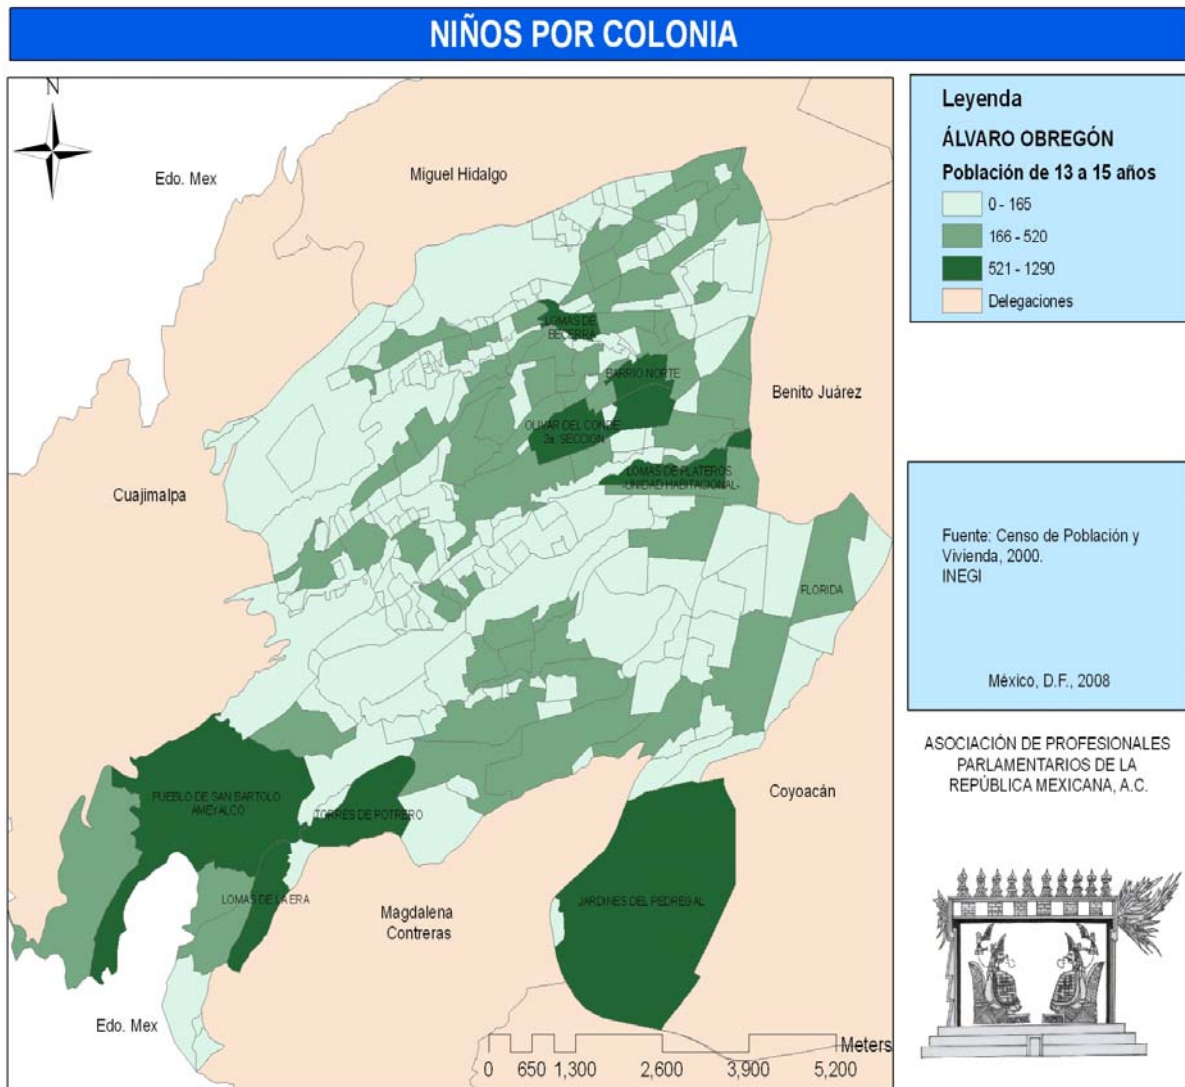 NIÑOS POR COLONIA
N
Edo. Mex
Miguel Hidalgo
LOMAS DE
BECERRA
BARRIO NORTE
Benito Juárez
OLIVAR DEL CONDE
2a. SECCION
LOMAS DE PLATEROS
-UNIDAD HABITACIONAL-
Cuajimalpa
FLORIDA
Coyoacán
PUEBLO DE SAN BARTOLO
AMEYALCO
TORRES DE POTRERO
LOMAS DE LA ERA
JARDINES DEL PEDREGAL
Magdalena
Contreras
Edo. Mex
Meters
0 650 1,300 2,600 3,900 5,200
Leyenda
ÁLVARO OBREGÓN
Población de 13 a 15 años
0 - 165
166 - 520
521 - 1290
Delegaciones
Fuente: Censo de Población y
Vivienda, 2000.
INEGI
México, D.F., 2008
ASOCIACIÓN DE PROFESIONALES
PARLAMENTARIOS DE LA
REPÚBLICA MEXICANA, A.C.